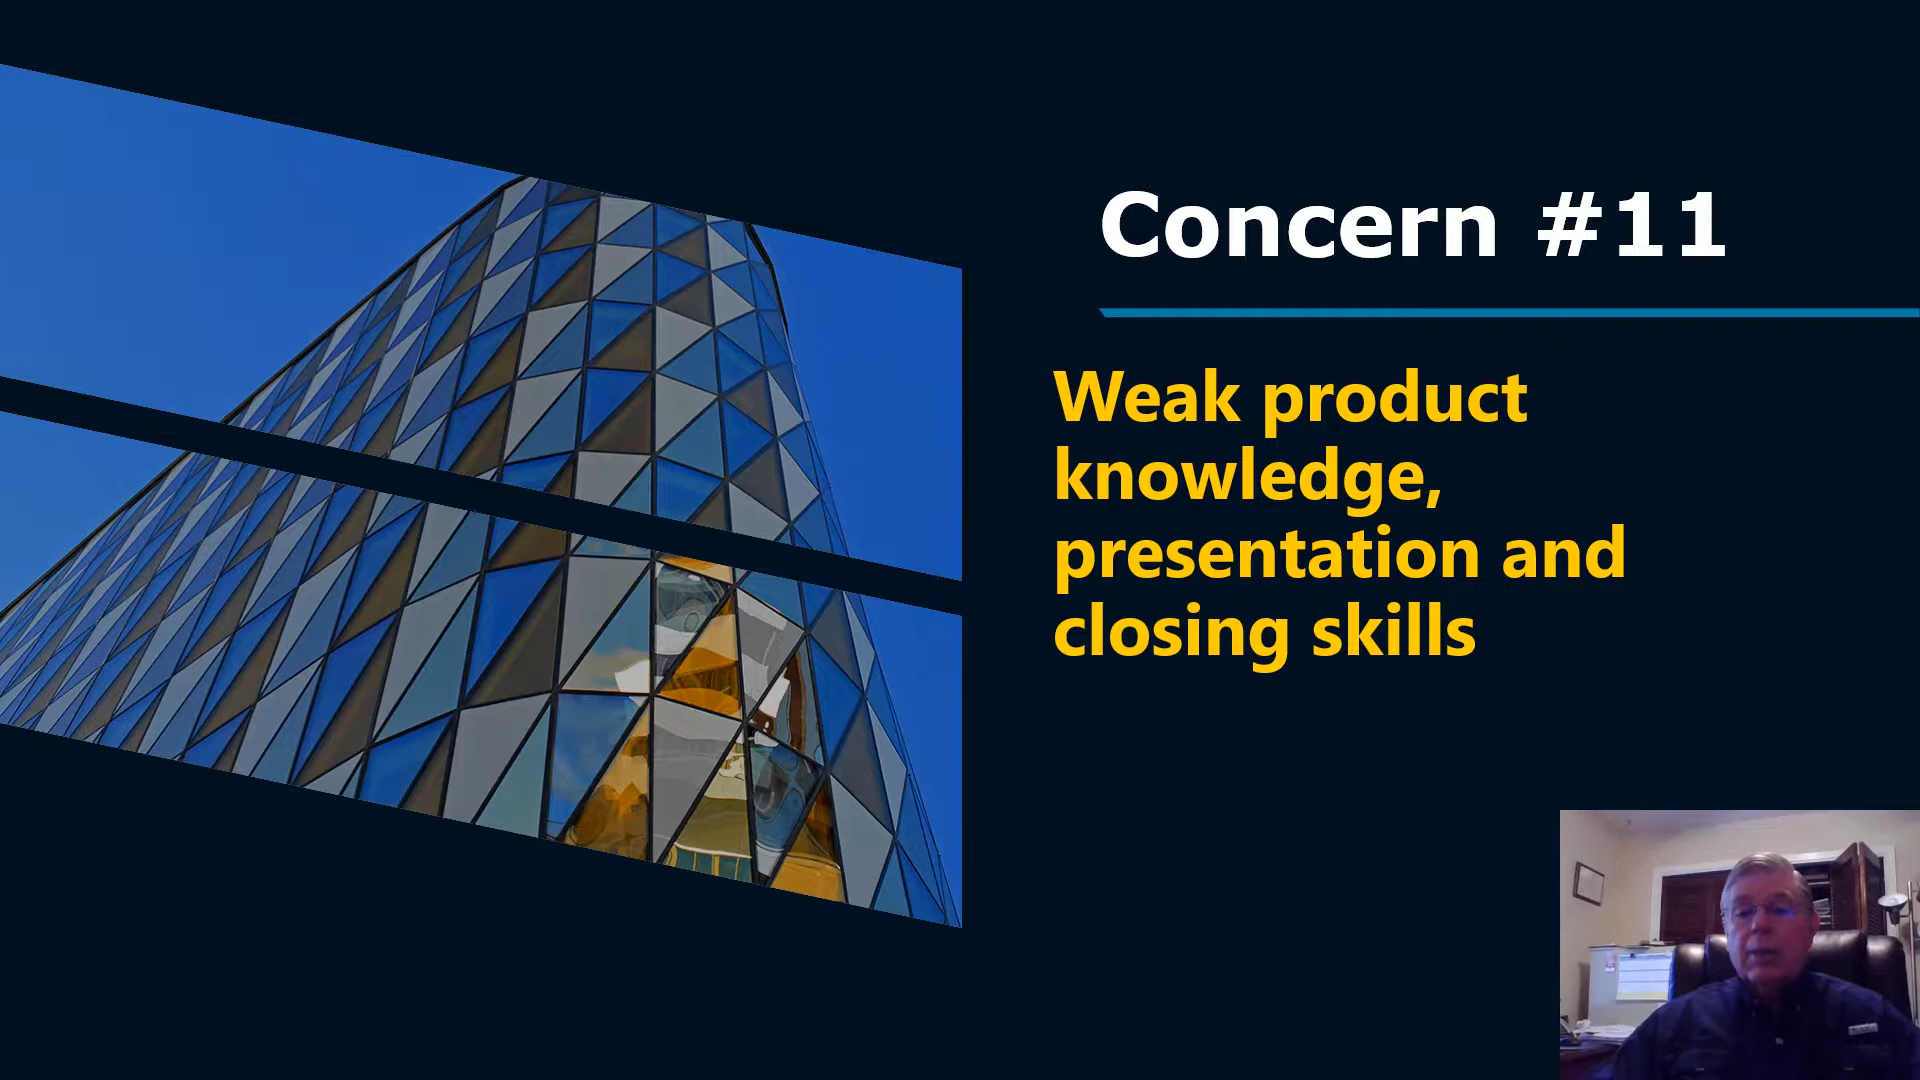 Concern #11
Weak product
knowledge,
presentation and
closing skills